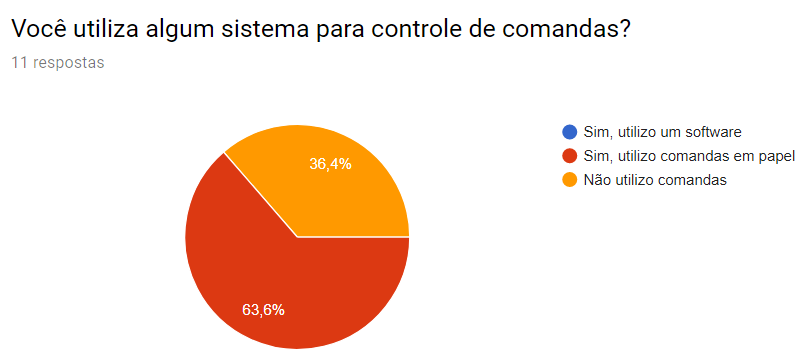 Você utiliza algum sistema para controle de comandas?
11 respostas
Sim, utilizo um software
Sim, utilizo comandas em papel
Não utilizo comandas
36,4%
63,6%